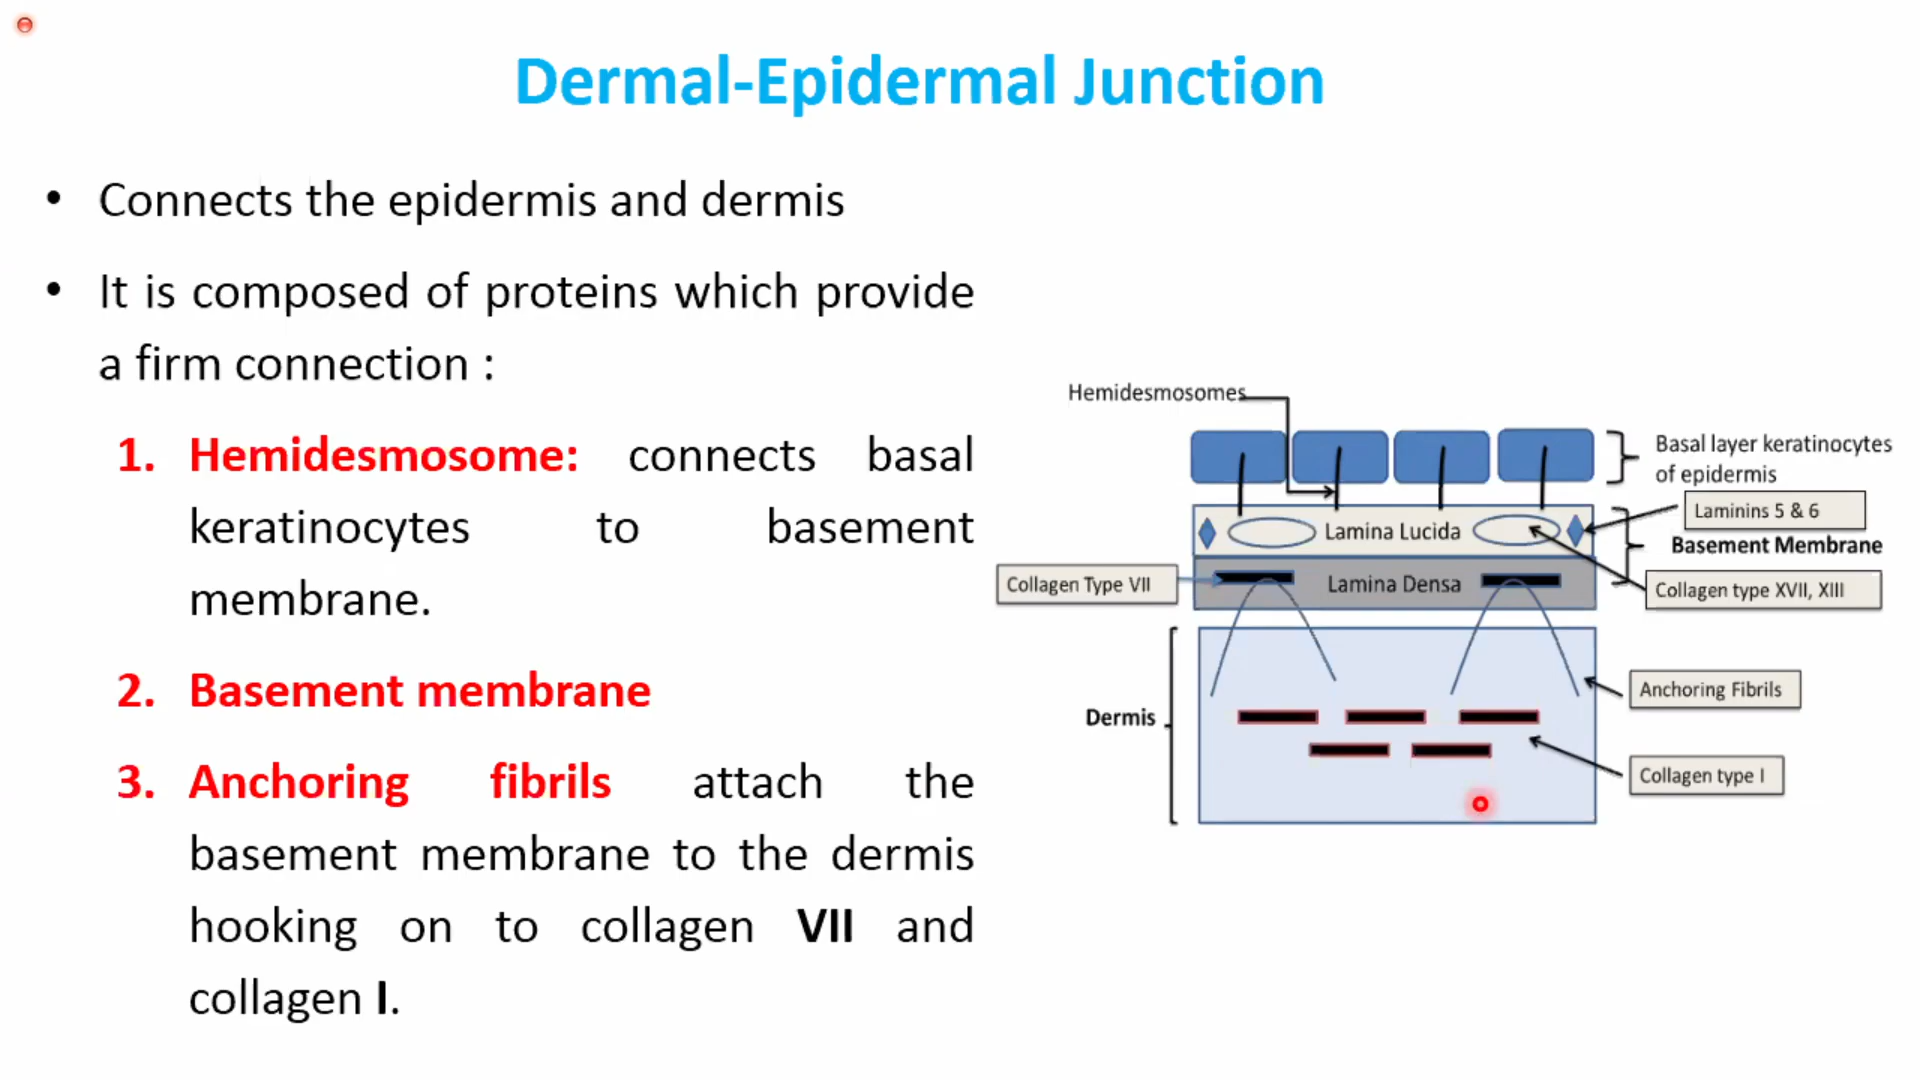 Dermal-Epidermal Junction
• Connects the epidermis and dermis
• It is composed of proteins which provide
a firm connection :
1. Hemidesmosome: connects basal
keratinocytes to basement
membrane.
2. Basement membrane
3. Anchoring fibrils attach the
basement membrane to the dermis
hooking on to collagen VII and
collagen I.
Hemidesmosomes
Basal layer keratinocytes
of epidermis
Laminins 5 & 6
Lamina Lucida
Basement Membrane
Collagen Type VII
Lamina Densa
Collagen type XVII, XIII
Anchoring Fibrils
Dermis
Collagen type I